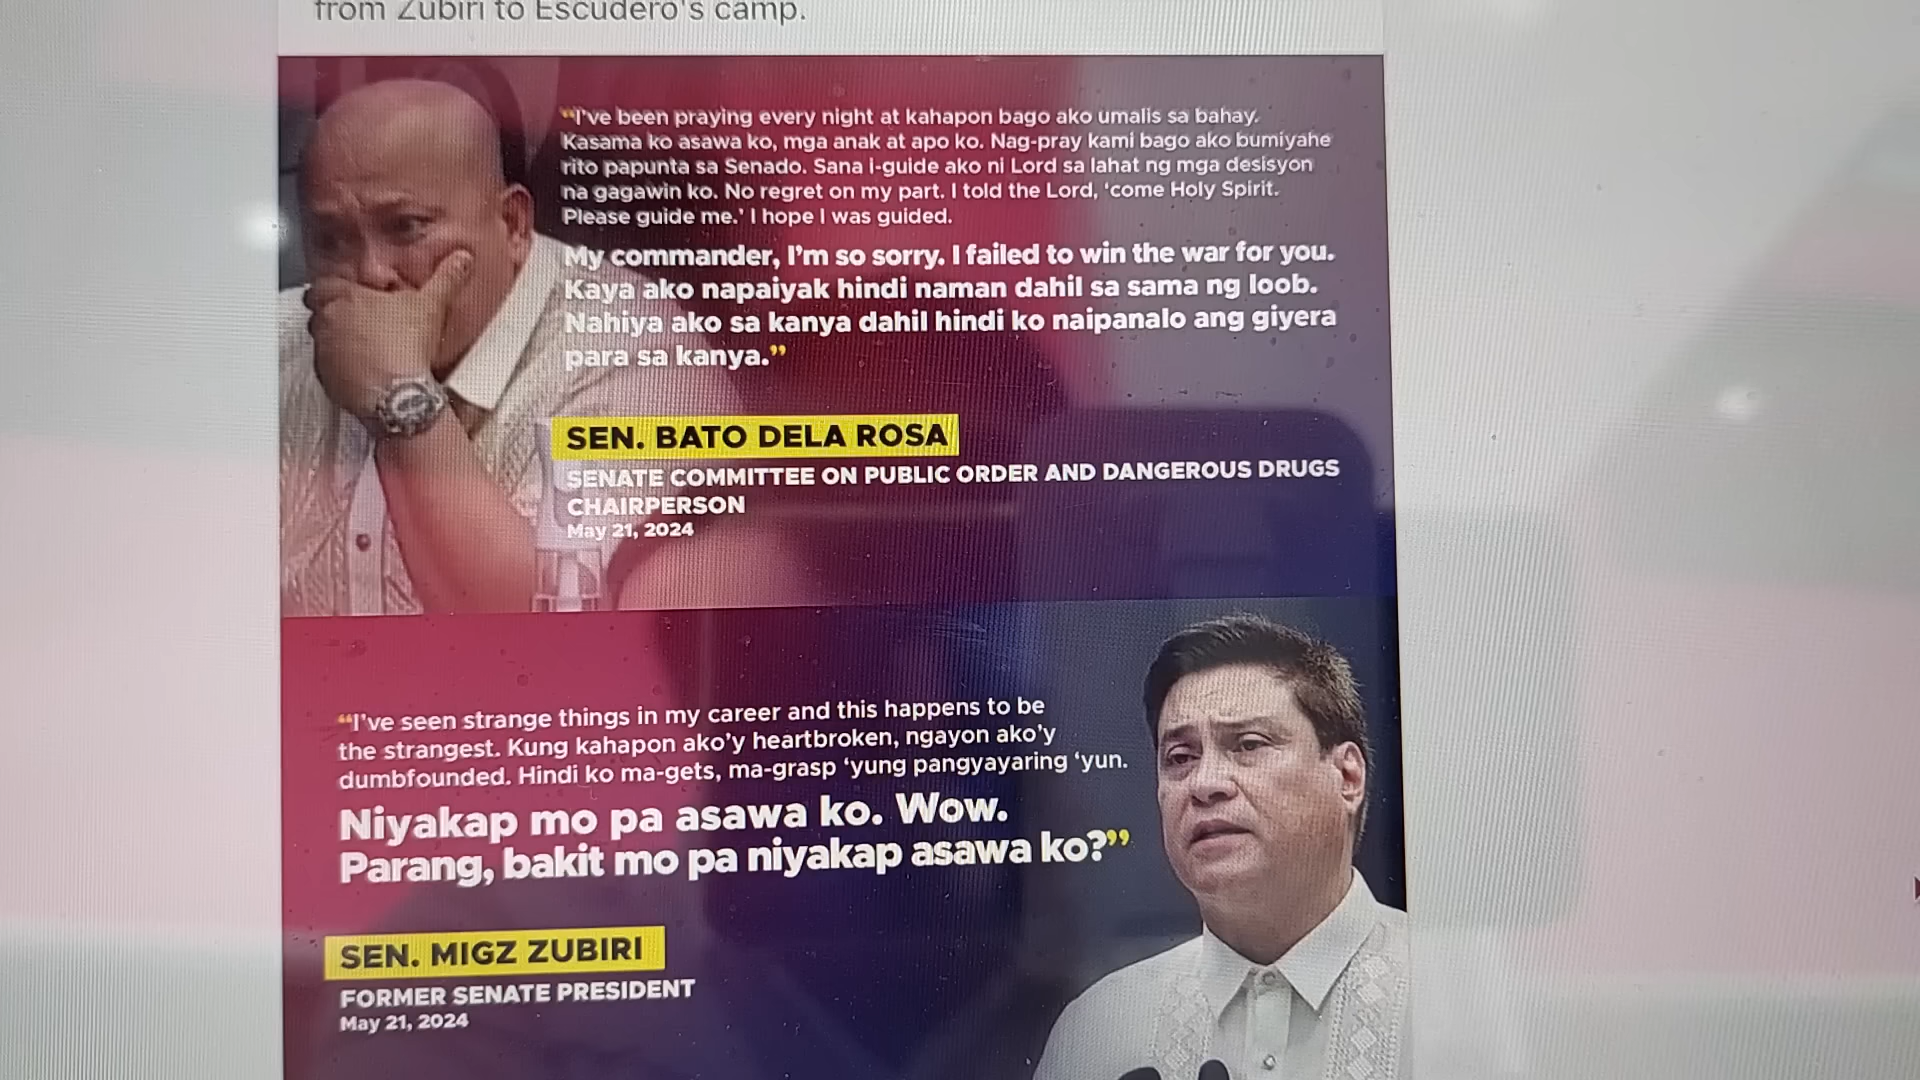 from Zubiri to Escudero's camp.
“I've been praying every night at kahapon bago ako umalis sa bahay.
Kasama ko asawa ko, mga anak at apo ko. Nag-pray kami bago ako bumiyahe
rito papunta sa Senado. Sana i-guide ako ni Lord sa lahat ng mga desisyon
na gagawin ko. No regret on my part. I told the Lord, ‘come Holy Spirit.
Please guide me.’ I hope I was guided.
My commander, I'm so sorry. I failed to win the war for you.
Kaya ako napaiyak hindi naman dahil sa sama ng loob.
Nahiya ako sa kanya dahil hindi ko naipanalo ang giyera
para sa kanya.”
SEN. BATO DELA ROSA
SENATE COMMITTEE ON PUBLIC ORDER AND DANGEROUS DRUGS
CHAIRPERSON
May 21, 2024
“I've seen strange things in my career and this happens to be
the strangest. Kung kahapon ako’y heartbroken, ngayon ako’y
dumbfounded. Hindi ko ma-gets, ma-grasp ‘yung pangyayaring ‘yun.
Niyakap mo pa asawa ko. Wow.
Parang, bakit mo pa niyakap asawa ko?”
SEN. MIGZ ZUBIRI
FORMER SENATE PRESIDENT
May 21, 2024